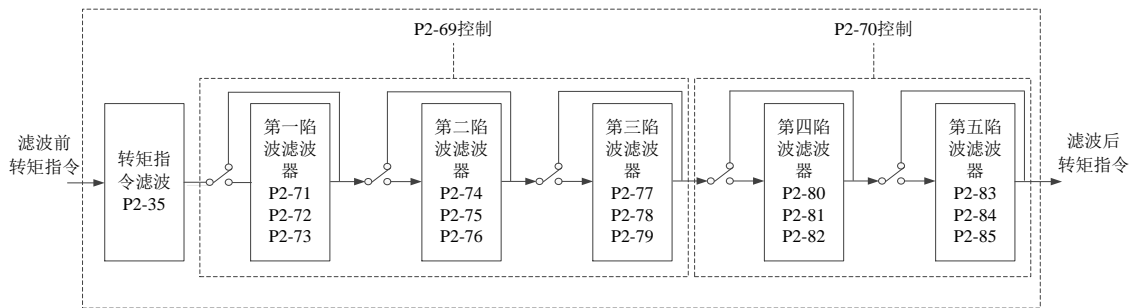 P2-69控制
P2-70控制
滤波前
转矩指令
转矩指
令滤波
P2-35
第一陷
波滤波
器
P2-71
P2-72
P2-73
第二陷
波滤波
器
P2-74
P2-75
P2-76
第三陷
波滤波
器
P2-77
P2-78
P2-79
第四陷
波滤波
器
P2-80
P2-81
P2-82
第五陷
波滤波
器
P2-83
P2-84
P2-85
滤波后
转矩指令